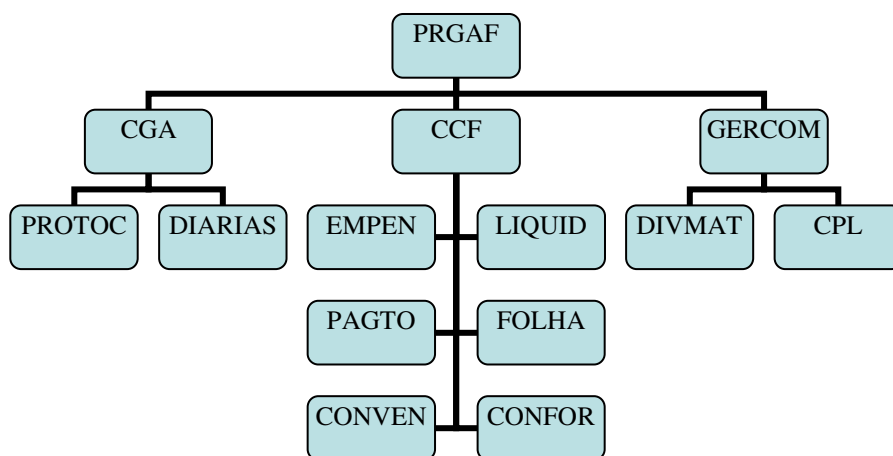 PRGAF
CGA
CCF
GERCOM
PROTOC
DIARIAS
EMPEN
LIQUID
DIVMAT
CPL
PAGTO
FOLHA
CONVEN
CONFOR